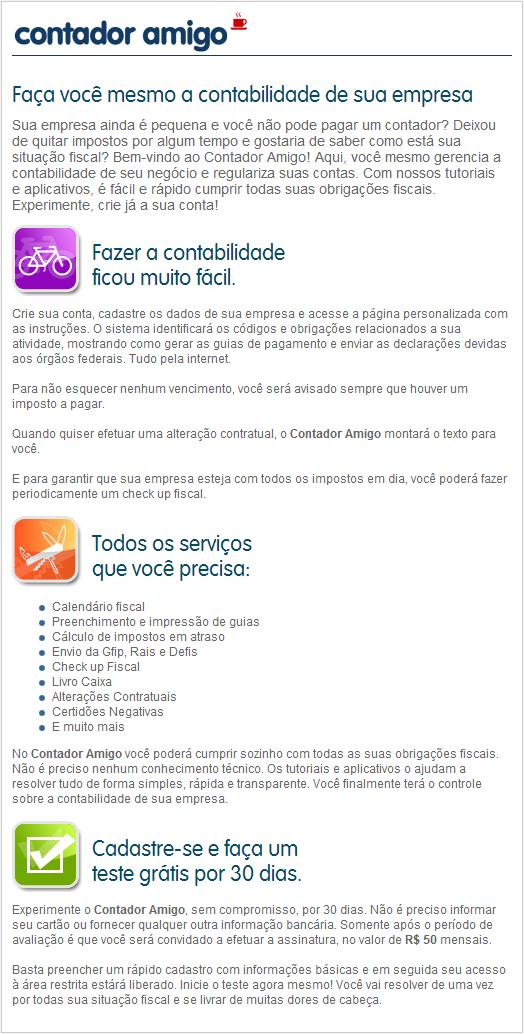 contador amigo
Faça você mesmo a contabilidade de sua empresa
Sua empresa ainda é pequena e você não pode pagar um contador? Deixou
de quitar impostos por algum tempo e gostaria de saber como está sua
situação fiscal? Bem-vindo ao Contador Amigo! Aqui, você mesmo gerencia a
contabilidade de seu negócio e regulariza suas contas. Com nossos tutoriais
e aplicativos, é fácil e rápido cumprir todas suas obrigações fiscais.
Experimente, crie já a sua conta!
Fazer a contabilidade
ficou muito fácil.
Crie sua conta, cadastre os dados de sua empresa e acesse a página personalizada com
as instruções. O sistema identificará os códigos e obrigações relacionados a sua
atividade, mostrando como gerar as guias de pagamento e enviar as declarações devidas
aos órgãos federais. Tudo pela internet.
Para não esquecer nenhum vencimento, você será avisado sempre que houver um
imposto a pagar.
Quando quiser efetuar uma alteração contratual, o Contador Amigo montará o texto para
você.
E para garantir que sua empresa esteja com todos os impostos em dia, você poderá fazer
periodicamente um check up fiscal.
Todos os serviços
que você precisa:
Calendário fiscal
Preenchimento e impressão de guias
Cálculo de impostos em atraso
Envio da Gfip, Rais e Defis
Check up Fiscal
Livro Caixa
Alterações Contratuais
Certidões Negativas
E muito mais
No Contador Amigo você poderá cumprir sozinho com todas as suas obrigações fiscais.
Não é preciso nenhum conhecimento técnico. Os tutoriais e aplicativos o ajudam a
resolver tudo de forma simples, rápida e transparente. Você finalmente terá o controle
sobre a contabilidade de sua empresa.
Cadastre-se e faça um
teste grátis por 30 dias.
Experimente o Contador Amigo, sem compromisso, por 30 dias. Não é preciso informar
seu cartão ou fornecer qualquer outra informação bancária. Somente após o período de
avaliação é que você será convidado a efetuar a assinatura, no valor de R$ 50 mensais.
Basta preencher um rápido cadastro com informações básicas e em seguida seu acesso
à área restrita estárá liberado. Inicie o teste agora mesmo! Você vai resolver de uma vez
por todas sua situação fiscal e se livrar de muitas dores de cabeça.